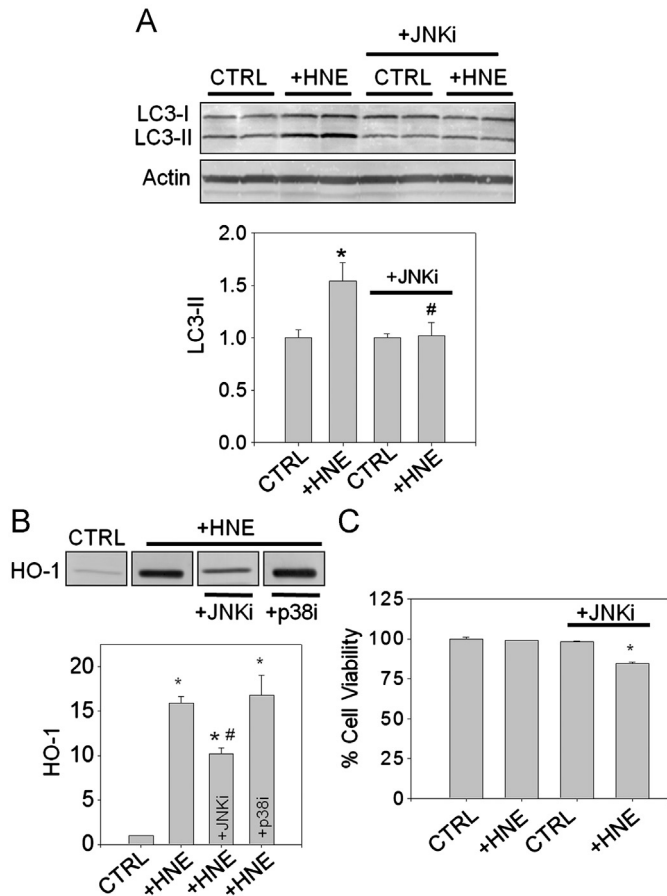 A
+JNKi
CTRL +HNE CTRL +HNE
LC3-I
LC3-II
Actin
2.0
*
1.5
+JNKi
#
LC3-II
1.0
0.5
0.0
CTRL +HNE CTRL +HNE
B
+HNE
CTRL
HO-1
+JNKi +p38i
20
* *
15
* #
HO-1
10
5
+JNKi +p38i
0
CTRL +HNE +HNE +HNE
C
125
+JNKi
100
*
% Cell Viability
75
50
25
0
CTRL +HNE CTRL +HNE